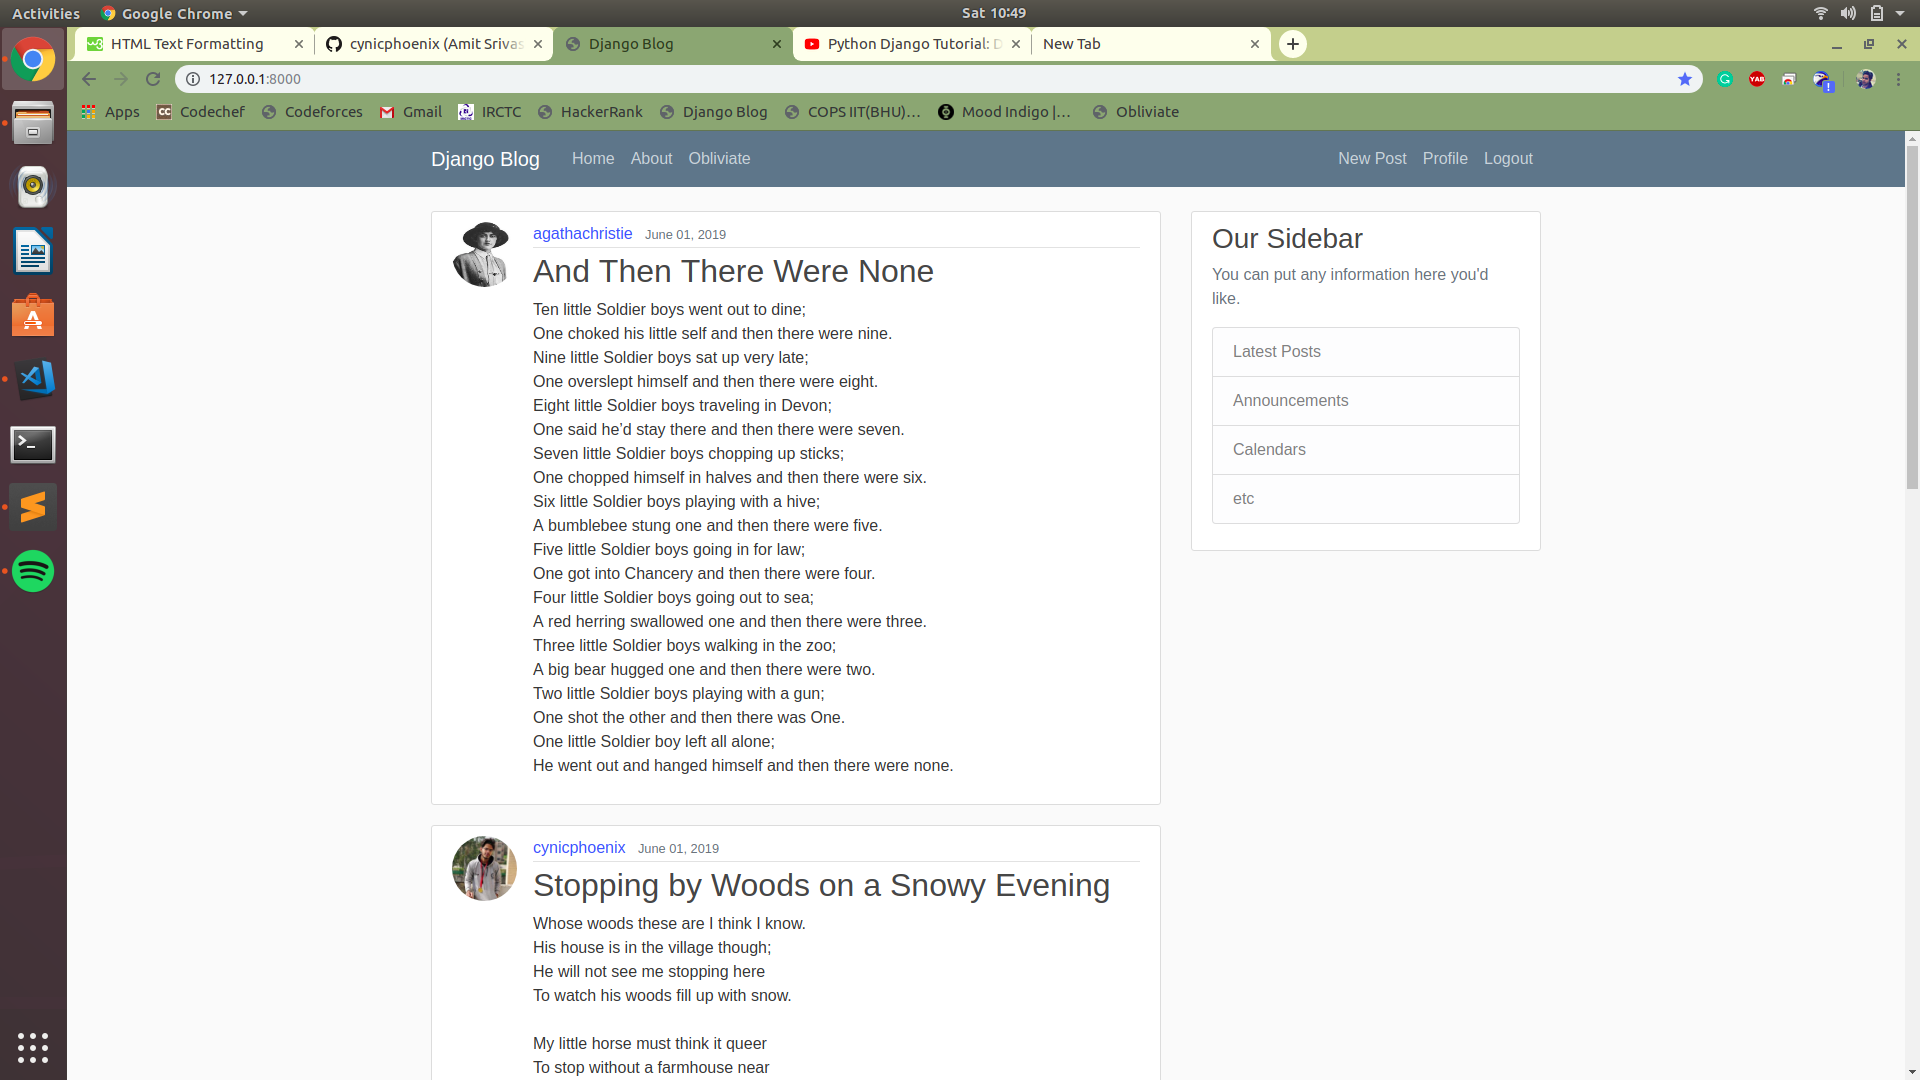 Activities
Google Chrome
Sat 10:49
HTML Text Formatting
cynicphoenix (Amit Srivas
Django Blog
Python Django Tutorial: D
New Tab
127.0.0.1:8000
Apps
CC
Codechef
Codeforces
Gmail
IRCTC
HackerRank
Django Blog
COPS IIT(BHU)...
Mood Indigo |...
Obliviate
Django Blog
Home
About
Obliviate
New Post
Profile
Logout
agathachristie
June 01, 2019
And Then There Were None
Ten little Soldier boys went out to dine;
One choked his little self and then there were nine.
Nine little Soldier boys sat up very late;
One overslept himself and then there were eight.
Eight little Soldier boys traveling in Devon;
One said he'd stay there and then there were seven.
Seven little Soldier boys chopping up sticks;
One chopped himself in halves and then there were six.
Six little Soldier boys playing with a hive;
A bumblebee stung one and then there were five.
Five little Soldier boys going in for law;
One got into Chancery and then there were four.
Four little Soldier boys going out to sea;
A red herring swallowed one and then there were three.
Three little Soldier boys walking in the zoo;
A big bear hugged one and then there were two.
Two little Soldier boys playing with a gun;
One shot the other and then there was One.
One little Soldier boy left all alone;
He went out and hanged himself and then there were none.
Our Sidebar
You can put any information here you'd
like.
Latest Posts
Announcements
Calendars
etc
cynicphoenix
June 01, 2019
Stopping by Woods on a Snowy Evening
Whose woods these are I think I know.
His house is in the village though;
He will not see me stopping here
To watch his woods fill up with snow.
My little horse must think it queer
To stop without a farmhouse near